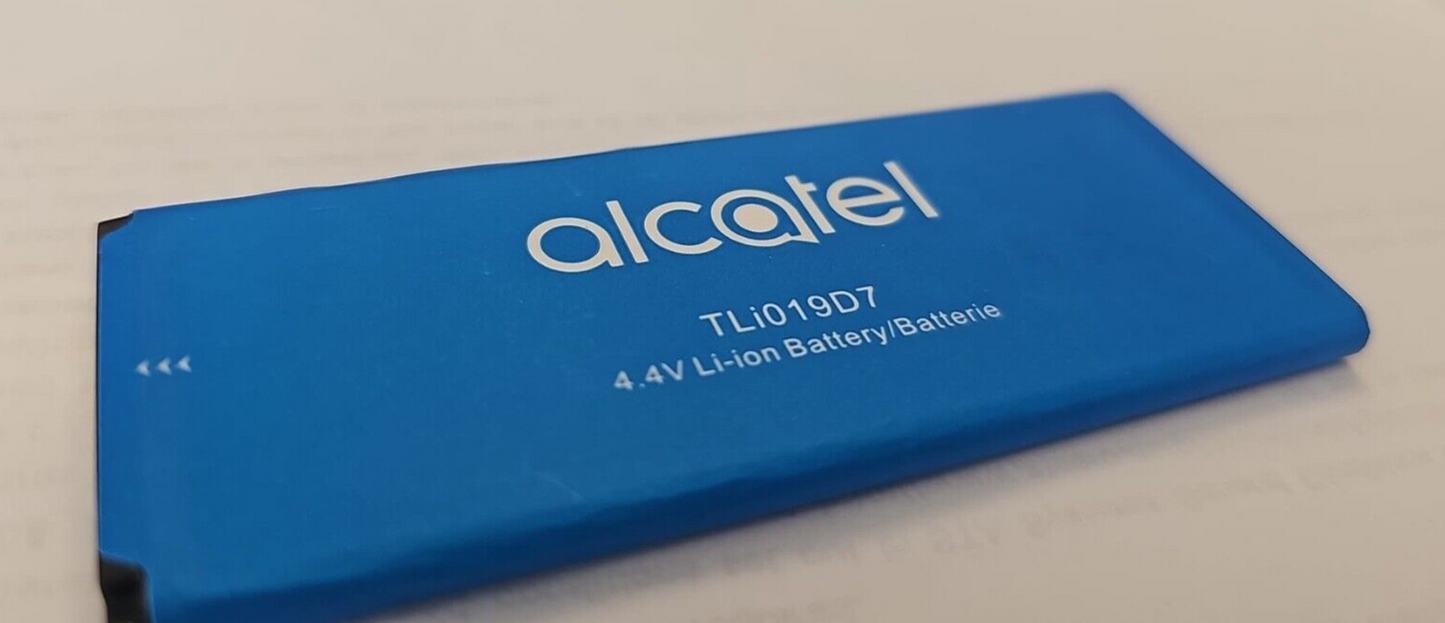 alcatel
TLi019D7
4.4V Li-ion Battery/Batterie